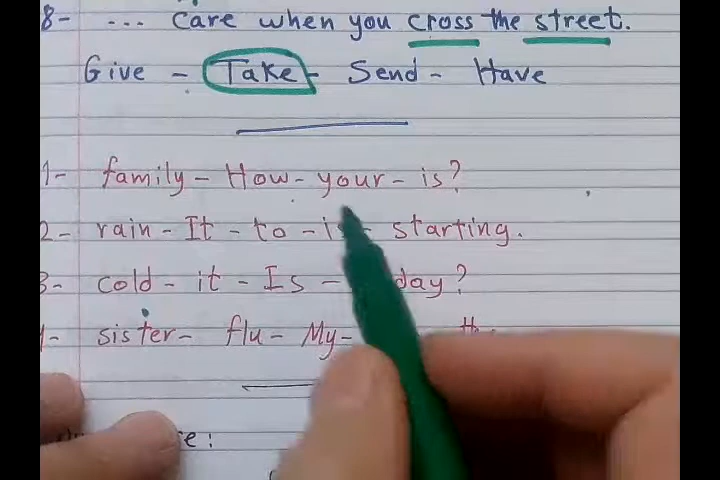 8- ... care when you cross the street.
Give - Take - Send - Have
1- family - How - your - is?
2- rain - It - to - is - starting.
3- cold - it - Is - day?
sister - flu - My -